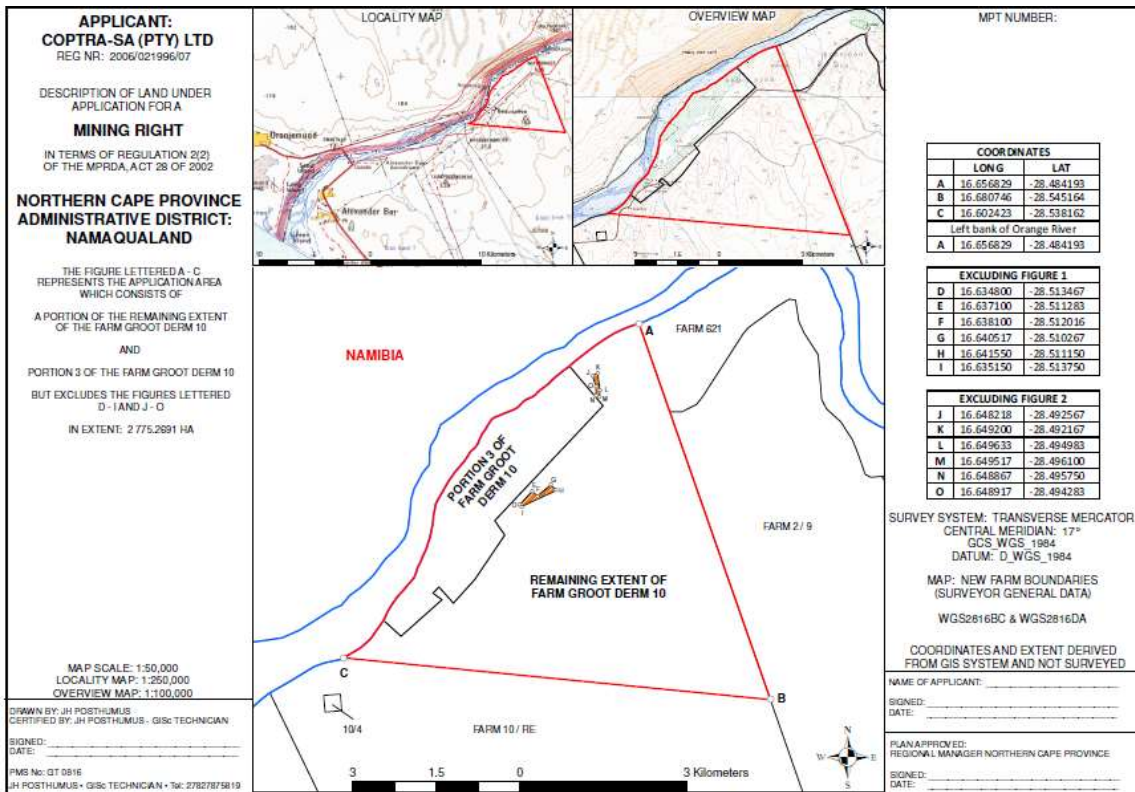 APPLICANT:
COPTRA-SA (PTY) LTD
REG NR: 2006/021996/07
DESCRIPTION OF LAND UNDER
APPLICATION FOR A
MINING RIGHT
IN TERMS OF REGULATION 2(2)
OF THE MPRDA, ACT 28 OF 2002
NORTHERN CAPE PROVINCE
ADMINISTRATIVE DISTRICT:
NAMAQUALAND
THE FIGURE LETTERED A - C
REPRESENTS THE APPLICATION AREA
WHICH CONSISTS OF
A PORTION OF THE REMAINING EXTENT
OF THE FARM GROOT DERM 10
AND
PORTION 3 OF THE FARM GROOT DERM 10
BUT EXCLUDES THE FIGURES LETTERED
D - I AND J - O
IN EXTENT: 2 775.2691 HA
MAP SCALE: 1:50,000
LOCALITY MAP: 1:250,000
OVERVIEW MAP: 1:100,000
DRAWN BY: JH POSTHUMUS
CERTIFIED BY: JH POSTHUMUS - GISc TECHNICIAN
SIGNED:
DATE:
PMS No: GT 0816
JH POSTHUMUS • GISc TECHNICIAN • Tel: 27827875819
LOCALITY MAP
Oranjemund
Alexander Bay
10 Kilometers
OVERVIEW MAP
3 Kilometers
NAMIBIA
A
FARM 621
PORTION 3 OF
FARM GROOT
DERM 10
FARM 2 / 9
REMAINING EXTENT OF
FARM GROOT DERM 10
C
B
10/4
FARM 10 / RE
N
W E
S
3 1.5 0 3 Kilometers
MPT NUMBER:
COORDINATES
LONG LAT
A 16.656829 -28.484193
B 16.680746 -28.545164
C 16.602423 -28.538162
Left bank of Orange River
A 16.656829 -28.484193
EXCLUDING FIGURE 1
D 16.634800 -28.513467
E 16.637100 -28.511283
F 16.638100 -28.512016
G 16.640517 -28.510267
H 16.641550 -28.511150
I 16.635150 -28.513750
EXCLUDING FIGURE 2
J 16.648218 -28.492567
K 16.649200 -28.492167
L 16.649633 -28.494983
M 16.649517 -28.496100
N 16.648867 -28.495750
O 16.648917 -28.494283
SURVEY SYSTEM: TRANSVERSE MERCATOR
CENTRAL MERIDIAN: 17°
GCS_WGS_1984
DATUM: D_WGS_1984
MAP: NEW FARM BOUNDARIES
(SURVEYOR GENERAL DATA)
WGS2816BC & WGS2816DA
COORDINATES AND EXTENT DERIVED
FROM GIS SYSTEM AND NOT SURVEYED
NAME OF APPLICANT:
SIGNED:
DATE:
PLAN APPROVED:
REGIONAL MANAGER NORTHERN CAPE PROVINCE
SIGNED:
DATE: